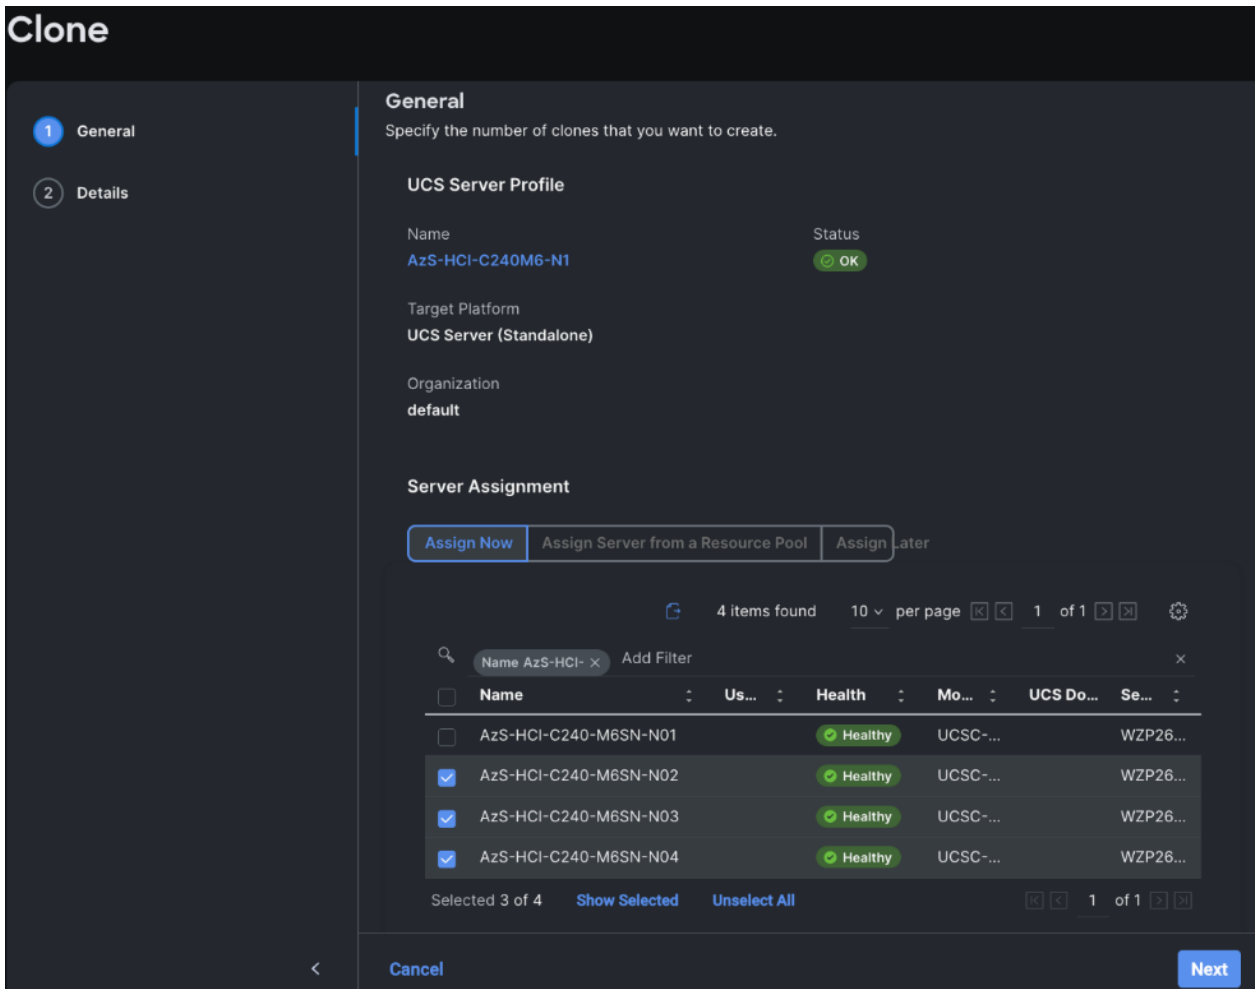 Clone
1 General
2 Details
General
Specify the number of clones that you want to create.
UCS Server Profile
Name Status
AzS-HCI-C240M6-N1 OK
Target Platform
UCS Server (Standalone)
Organization
default
Server Assignment
Assign Now Assign Server from a Resource Pool Assign Later
4 items found 10 per page 1 of 1
Name AzS-HCI- × Add Filter ×
Name Us... Health Mo... UCS Do... Se...
AzS-HCI-C240-M6SN-N01 Healthy UCSC-... WZP26...
AzS-HCI-C240-M6SN-N02 Healthy UCSC-... WZP26...
AzS-HCI-C240-M6SN-N03 Healthy UCSC-... WZP26...
AzS-HCI-C240-M6SN-N04 Healthy UCSC-... WZP26...
Selected 3 of 4 Show Selected Unselect All 1 of 1
Cancel Next